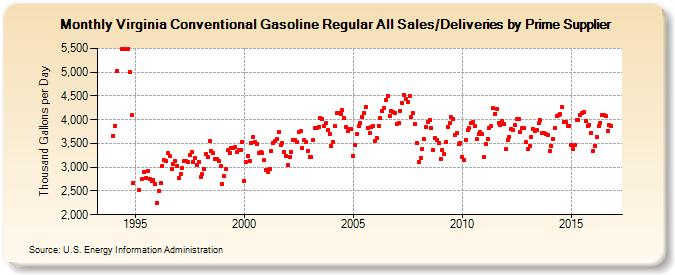 Monthly Virginia Conventional Gasoline Regular All Sales/Deliveries by Prime Supplier
Thousand Gallons per Day
5,500
5,000
4,500
4,000
3,500
3,000
2,500
2,000
1995 2000 2005 2010 2015
Source: U.S. Energy Information Administration